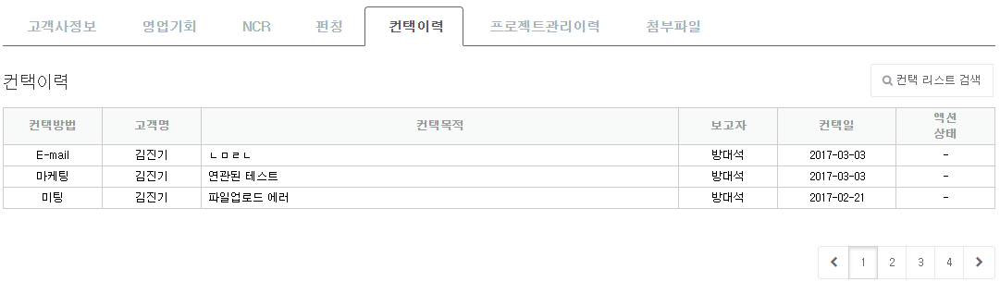 고객사정보 영업기회 NCR 펀칭 컨택이력 프로젝트관리이력 첨부파일
컨택이력
컨택 리스트 검색
컨택방법 고객명 컨택목적 보고자 컨택일 액션
상태
E-mail 김진기 ㄴㅁㄹㄴ 방대석 2017-03-03 -
마케팅 김진기 연관된 테스트 방대석 2017-03-03 -
미팅 김진기 파일업로드 에러 방대석 2017-02-21 -
1 2 3 4